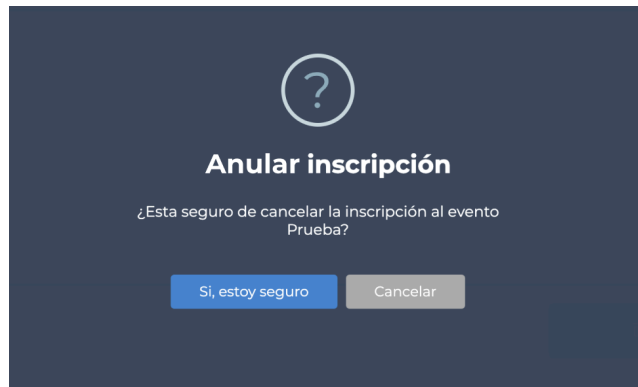 ?
Anular inscripción
¿Esta seguro de cancelar la inscripción al evento
Prueba?
Si, estoy seguro
Cancelar